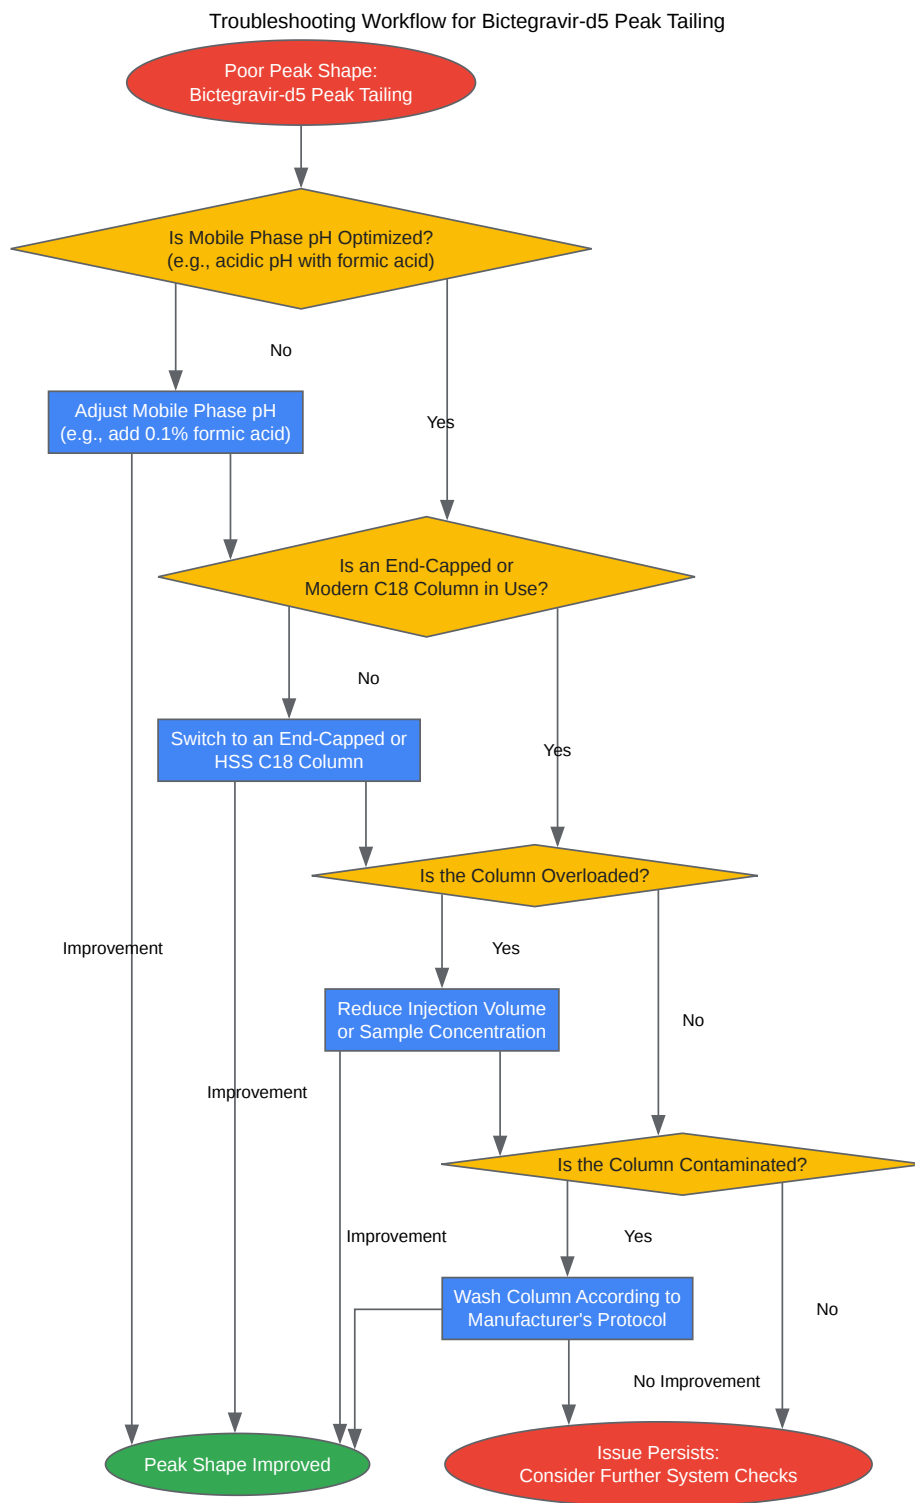 Troubleshooting Workflow for Bictegravir-d5 Peak Tailing
Poor Peak Shape:
Bictegravir-d5 Peak Tailing
Is Mobile Phase pH Optimized?
(e.g., acidic pH with formic acid)
No
Adjust Mobile Phase pH
(e.g., add 0.1% formic acid)
Yes
Is an End-Capped or
Modern C18 Column in Use?
No
Switch to an End-Capped or
HSS C18 Column
Yes
Is the Column Overloaded?
Improvement
Yes
Reduce Injection Volume
or Sample Concentration
No
Improvement
Is the Column Contaminated?
Improvement
Yes
Wash Column According to
Manufacturer's Protocol
No
No Improvement
Peak Shape Improved
Issue Persists:
Consider Further System Checks